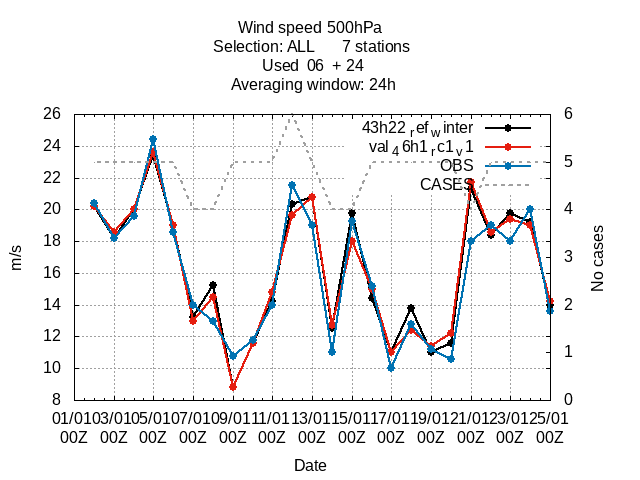 Wind speed 500hPa
Selection: ALL 7 stations
Used 06 + 24
Averaging window: 24h
26 24 22 20 18 16 14 12 10 8
m/s
43h22refwinter
val46h1rc1v1
OBS
CASES
6 5 4 3 2 1 0
No cases
01/01 03/01 05/01 07/01 09/01 11/01 13/01 15/01 17/01 19/01 21/01 23/01 25/01
00Z 00Z 00Z 00Z 00Z 00Z 00Z 00Z 00Z 00Z 00Z 00Z 00Z
Date